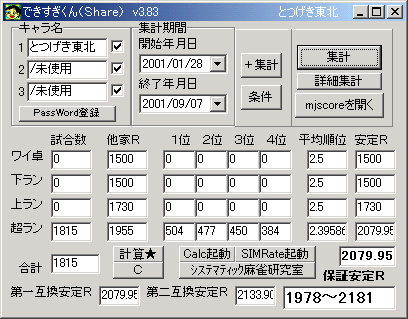 できすぎくん(Share) v3.83 とつげき東北
キャラ名
1 とつげき東北
2 /未使用
3 /未使用
PassWord登録
集計期間
開始年月日
2001/01/28
終了年月日
2001/09/07
+集計
条件
集計
詳細集計
mjscoreを開く
試合数 他家R 1位 2位 3位 4位 平均順位 安定R
ワイ卓 0 1500 0 0 0 0 2.5 1500
下ラン 0 1500 0 0 0 0 2.5 1500
上ラン 0 1730 0 0 0 0 2.5 1730
超ラン 1815 1955 504 477 450 384 2.39586 2079.95
合計 1815
計算★
C
Calc起動 SIMRate起動
システマティック麻雀研究室
2079.95
保証安定R
第一互換安定R 2079.95 第二互換安定R 2133.90 1978~2181